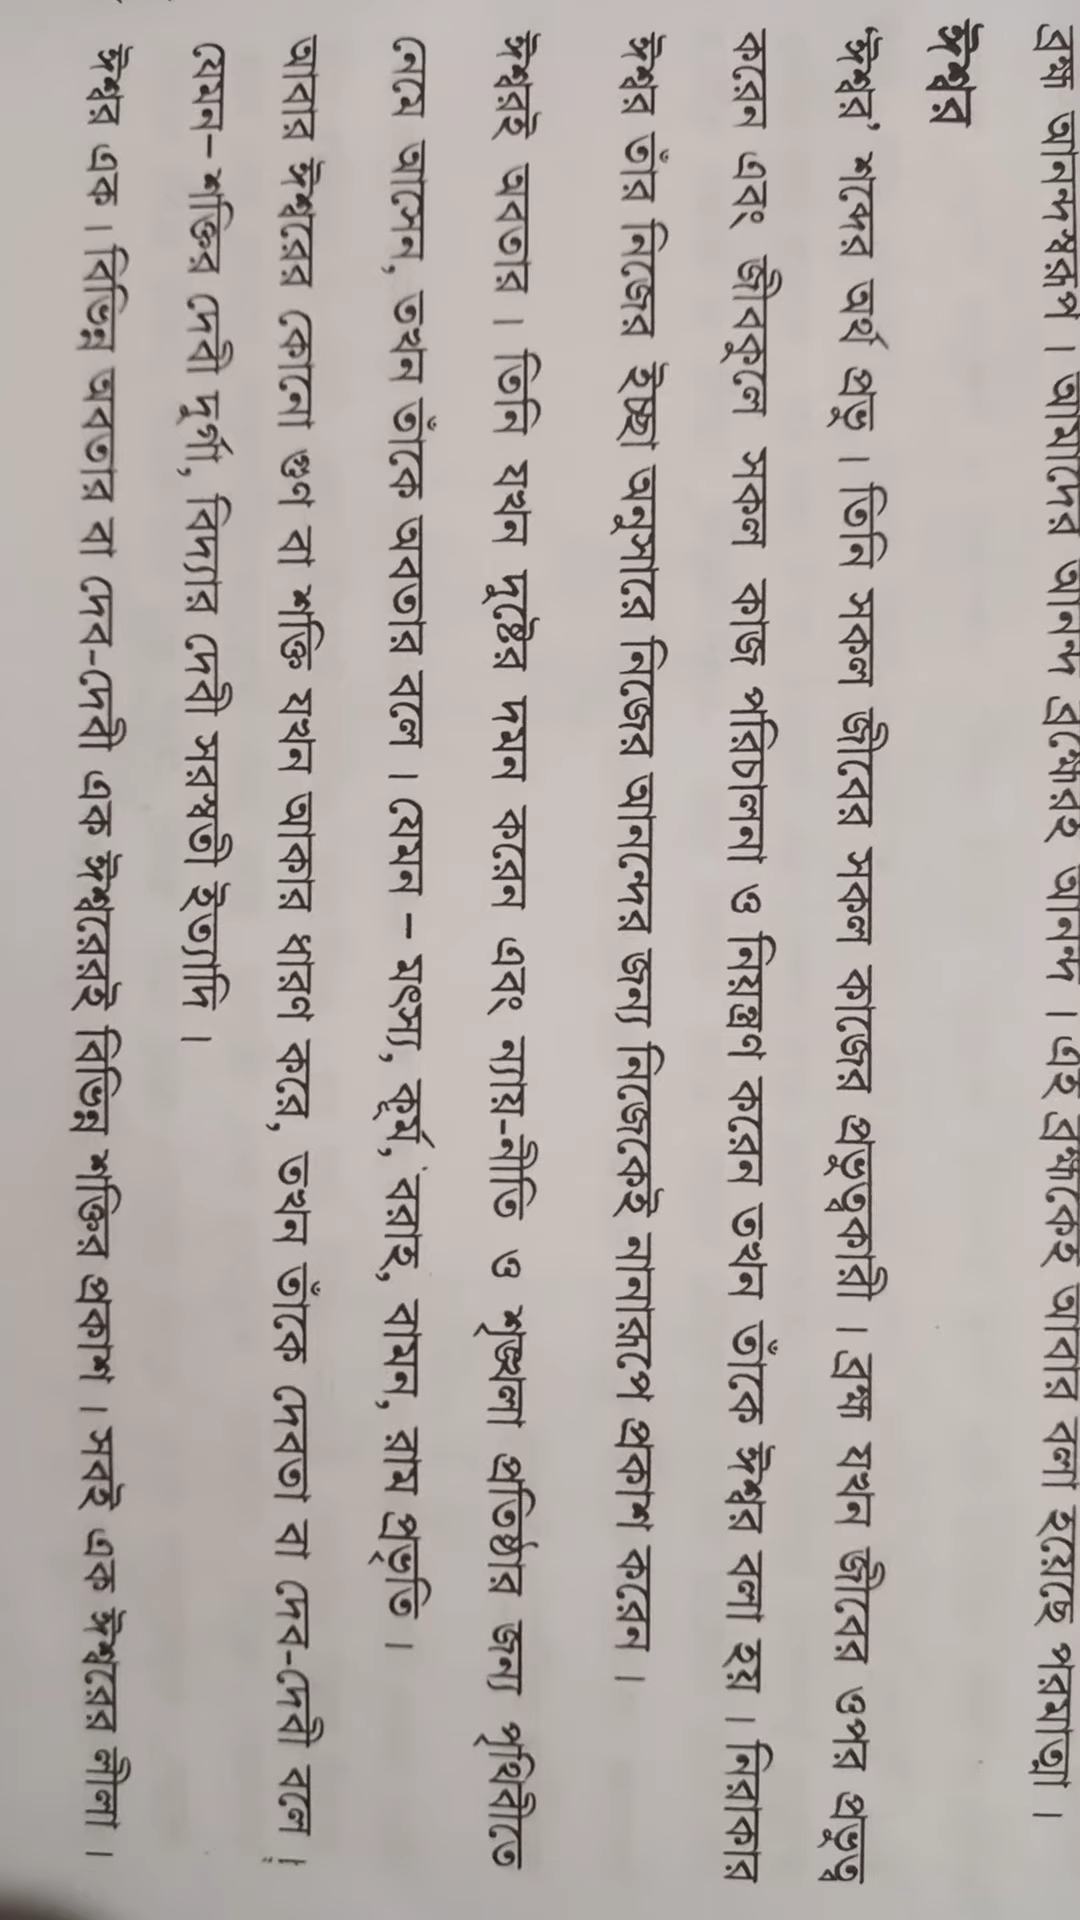 ব্রহ্ম আনন্দস্বরূপ। আমাদের আনন্দ ব্রহ্মেরই আনন্দ। এই ব্রহ্মকেই আবার বলা হয়েছে পরমাত্মা।
ঈশ্বর
'ঈশ্বর' শব্দের অর্থ প্রভু। তিনি সকল জীবের সকল কাজের প্রভুত্বকারী। ব্রহ্ম যখন জীবের ওপর প্রভুত্ব
করেন এবং জীবকুলে সকল কাজ পরিচালনা ও নিয়ন্ত্রণ করেন তখন তাঁকে ঈশ্বর বলা হয়। নিরাকার
ঈশ্বর তাঁর নিজের ইচ্ছা অনুসারে নিজের আনন্দের জন্য নিজেকেই নানারূপে প্রকাশ করেন।
ঈশ্বরই অবতার। তিনি যখন দুষ্টের দমন করেন এবং ন্যায়-নীতি ও শৃঙ্খলা প্রতিষ্ঠার জন্য পৃথিবীতে
নেমে আসেন, তখন তাঁকে অবতার বলে। যেমন – মৎস্য, কূর্ম, বরাহ, বামন, রাম প্রভৃতি।
আবার ঈশ্বরের কোনো গুণ বা শক্তি যখন আকার ধারণ করে, তখন তাঁকে দেবতা বা দেব-দেবী বলে।
যেমন– শক্তির দেবী দুর্গা, বিদ্যার দেবী সরস্বতী ইত্যাদি।
ঈশ্বর এক। বিভিন্ন অবতার বা দেব-দেবী এক ঈশ্বরেরই বিভিন্ন শক্তির প্রকাশ। সবই এক ঈশ্বরের লীলা।